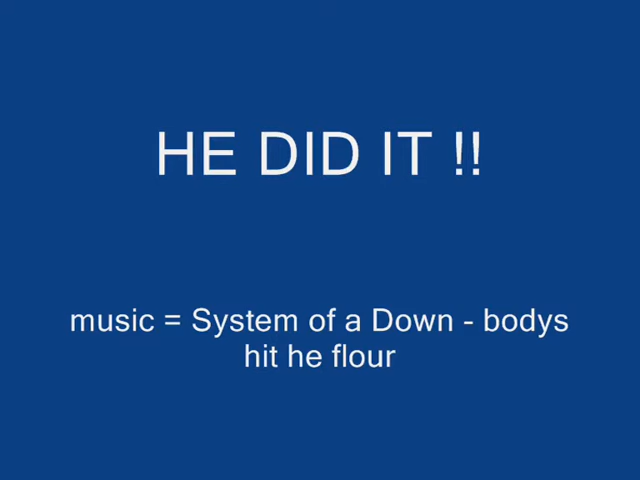 HE DID IT !!
music = System of a Down - bodys
hit he flour